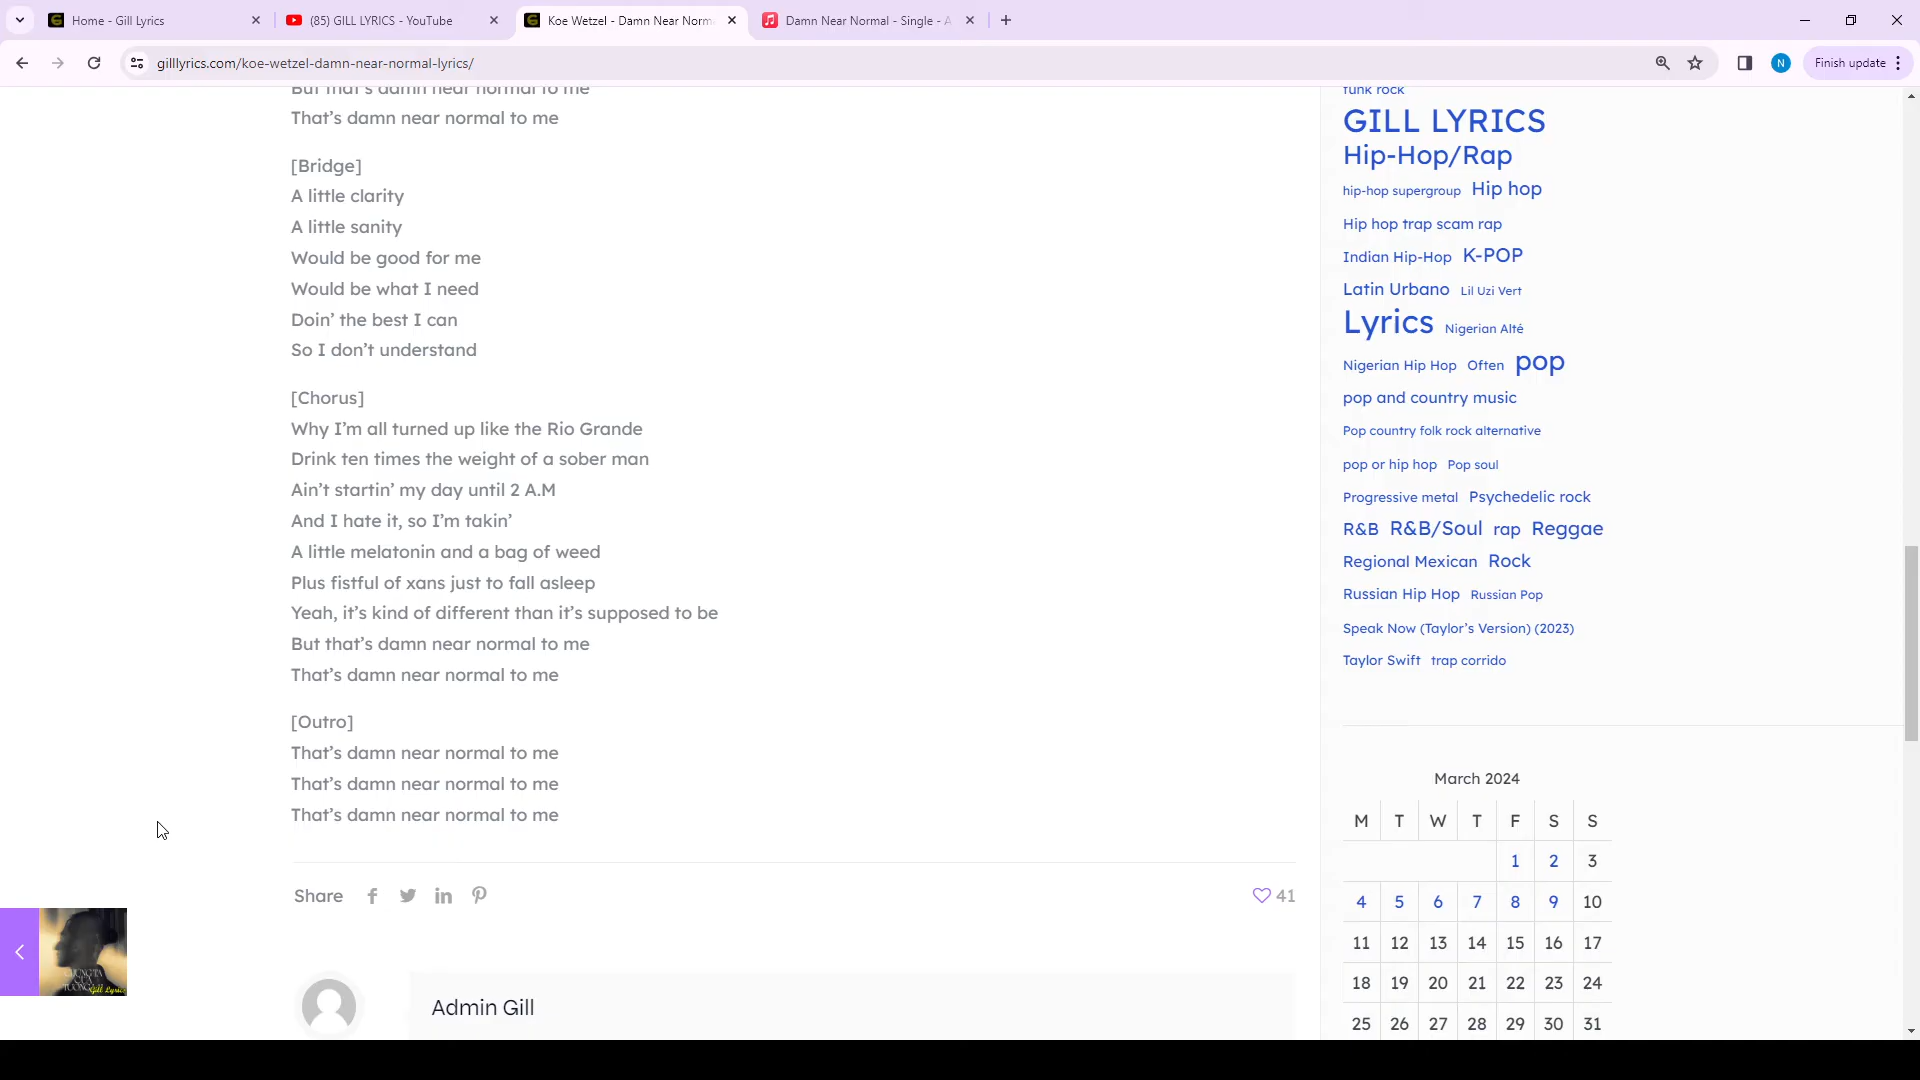 Home - Gill Lyrics
(85) GILL LYRICS - YouTube
Koe Wetzel - Damn Near Norm
Damn Near Normal - Single - A
gilllyrics.com/koe-wetzel-damn-near-normal-lyrics/
N
Finish update
But that's damn near normal to me
That's damn near normal to me
[Bridge]
A little clarity
A little sanity
Would be good for me
Would be what I need
Doin’ the best I can
So I don’t understand
[Chorus]
Why I’m all turned up like the Rio Grande
Drink ten times the weight of a sober man
Ain’t startin’ my day until 2 A.M
And I hate it, so I’m takin’
A little melatonin and a bag of weed
Plus fistful of xans just to fall asleep
Yeah, it’s kind of different than it’s supposed to be
But that’s damn near normal to me
That’s damn near normal to me
[Outro]
That’s damn near normal to me
That’s damn near normal to me
That’s damn near normal to me
Share
41
Admin Gill
funk rock
GILL LYRICS
Hip-Hop/Rap
hip-hop supergroup Hip hop
Hip hop trap scam rap
Indian Hip-Hop K-POP
Latin Urbano Lil Uzi Vert
Lyrics Nigerian Alté
Nigerian Hip Hop Often pop
pop and country music
Pop country folk rock alternative
pop or hip hop Pop soul
Progressive metal Psychedelic rock
R&B R&B/Soul rap Reggae
Regional Mexican Rock
Russian Hip Hop Russian Pop
Speak Now (Taylor’s Version) (2023)
Taylor Swift trap corrido
March 2024
M T W T F S S
1 2 3
4 5 6 7 8 9 10
11 12 13 14 15 16 17
18 19 20 21 22 23 24
25 26 27 28 29 30 31
Gill Lyrics